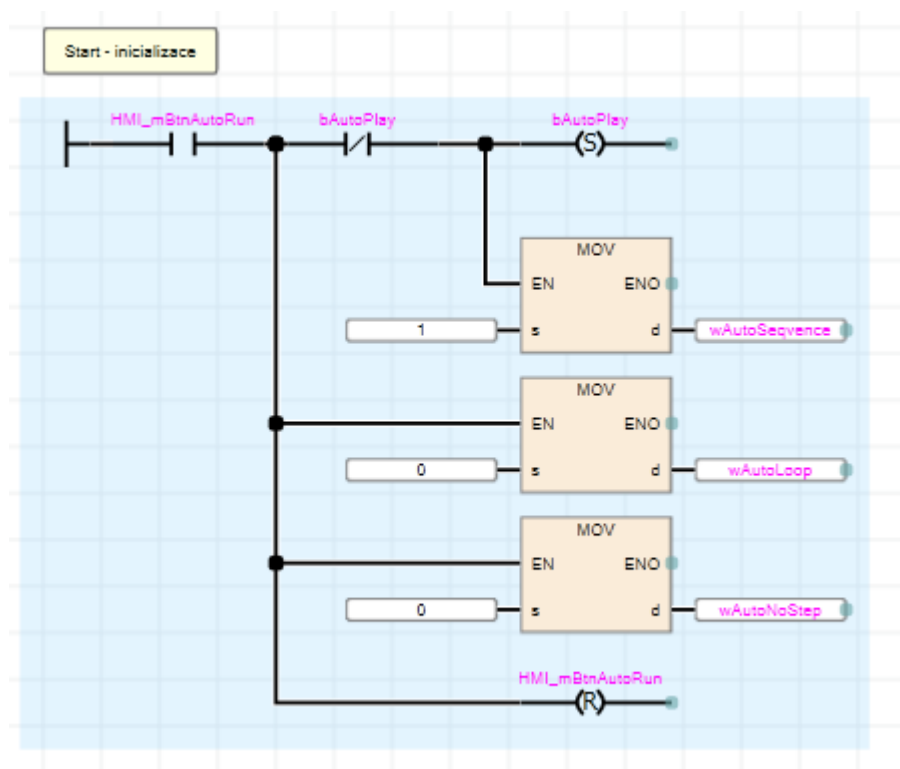 Start - inicializace
HMI_mBtnAutoRun bAutoPlay bAutoPlay
S
MOV
EN ENO
1 s d wAutoSeqvence
MOV
EN ENO
0 s d wAutoLoop
MOV
EN ENO
0 s d wAutoNoStep
HMI_mBtnAutoRun
R